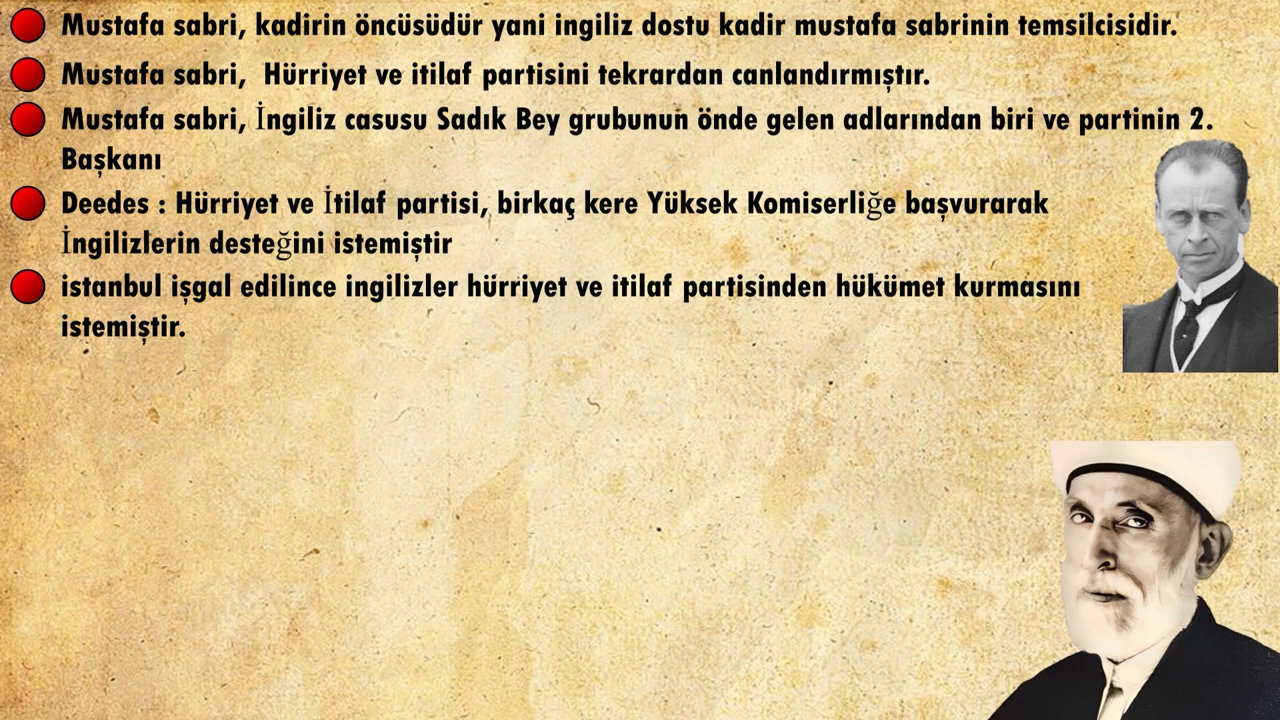 Mustafa sabri, kadirin öncüsüdür yani ingiliz dostu kadir mustafa sabrinin temsilcisidir.
Mustafa sabri,  Hürriyet ve itilaf partisini tekrardan canlandırmıştır.
Mustafa sabri, İngiliz casusu Sadık Bey grubunun önde gelen adlarından biri ve partinin 2.
Başkanı
Deedes : Hürriyet ve İtilaf partisi, birkaç kere Yüksek Komiserliğe başvurarak
İngilizlerin desteğini istemiştir
istanbul işgal edilince ingilizler hürriyet ve itilaf partisinden hükümet kurmasını
istemiştir.